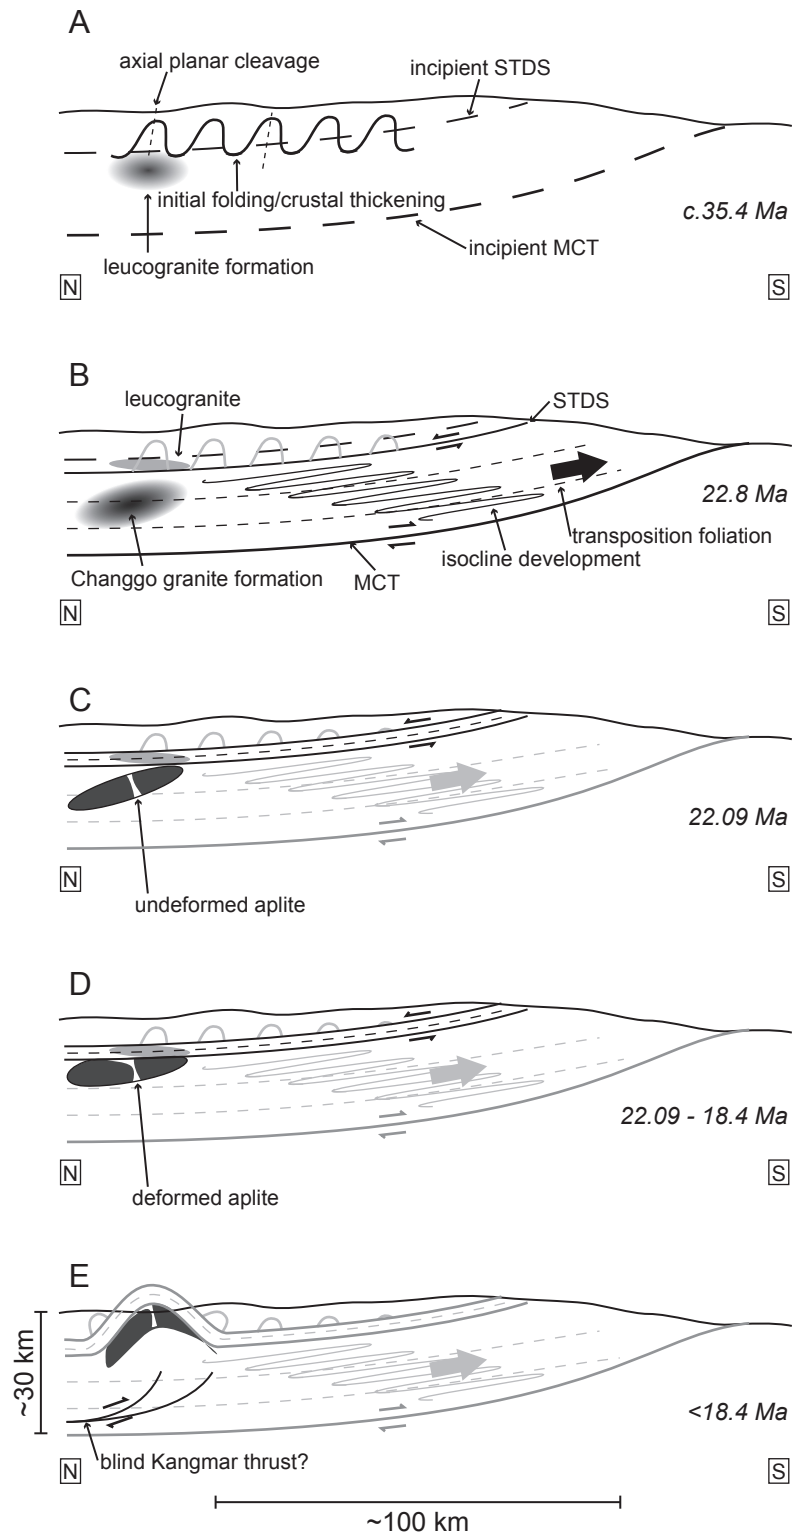 A
axial planar cleavage
incipient STDS
initial folding/crustal thickening
c.35.4 Ma
incipient MCT
leucogranite formation
N
S
B
leucogranite
STDS
22.8 Ma
transposition foliation
isocline development
Changgo granite formation
MCT
N
S
C
22.09 Ma
N
S
undeformed aplite
D
22.09 - 18.4 Ma
N
S
deformed aplite
E
~30 km
<18.4 Ma
blind Kangmar thrust?
N
S
~100 km